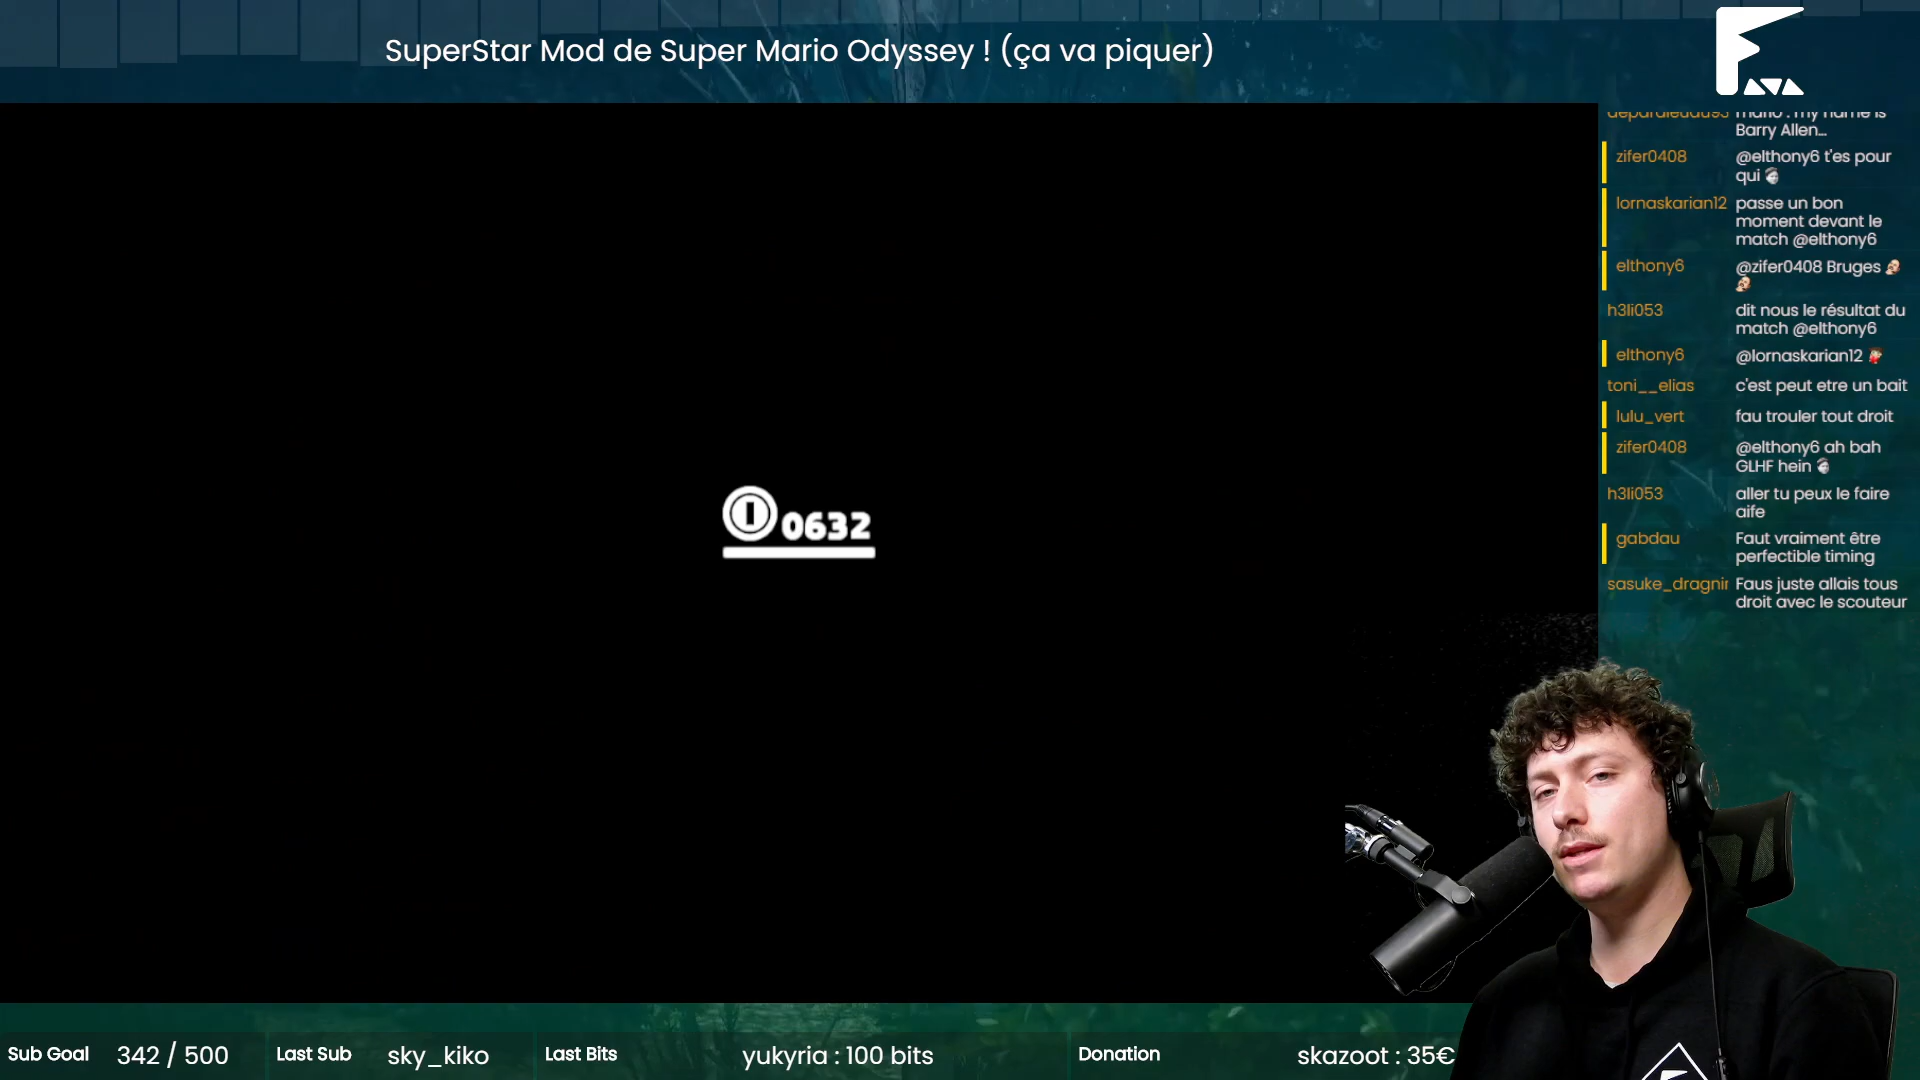 SuperStar Mod de Super Mario Odyssey ! (ça va piquer)
mario : my name is
Barry Allen...
zifer0408 @elthony6 t'es pour
qui
lornaskarian12 passe un bon
moment devant le
match @elthony6
elthony6 @zifer0408 Bruges
h3li053 dit nous le résultat du
match @elthony6
elthony6 @lornaskarian12
toni__elias c'est peut etre un bait
lulu_vert fau trouler tout droit
zifer0408 @elthony6 ah bah
GLHF hein
h3li053 aller tu peux le faire
aife
gabdau Faut vraiment être
perfectible timing
sasuke_dragnir Faus juste allais tous
droit avec le scouteur
0632
Sub Goal 342 / 500 Last Sub sky_kiko Last Bits yukyria : 100 bits Donation skazoot : 35€